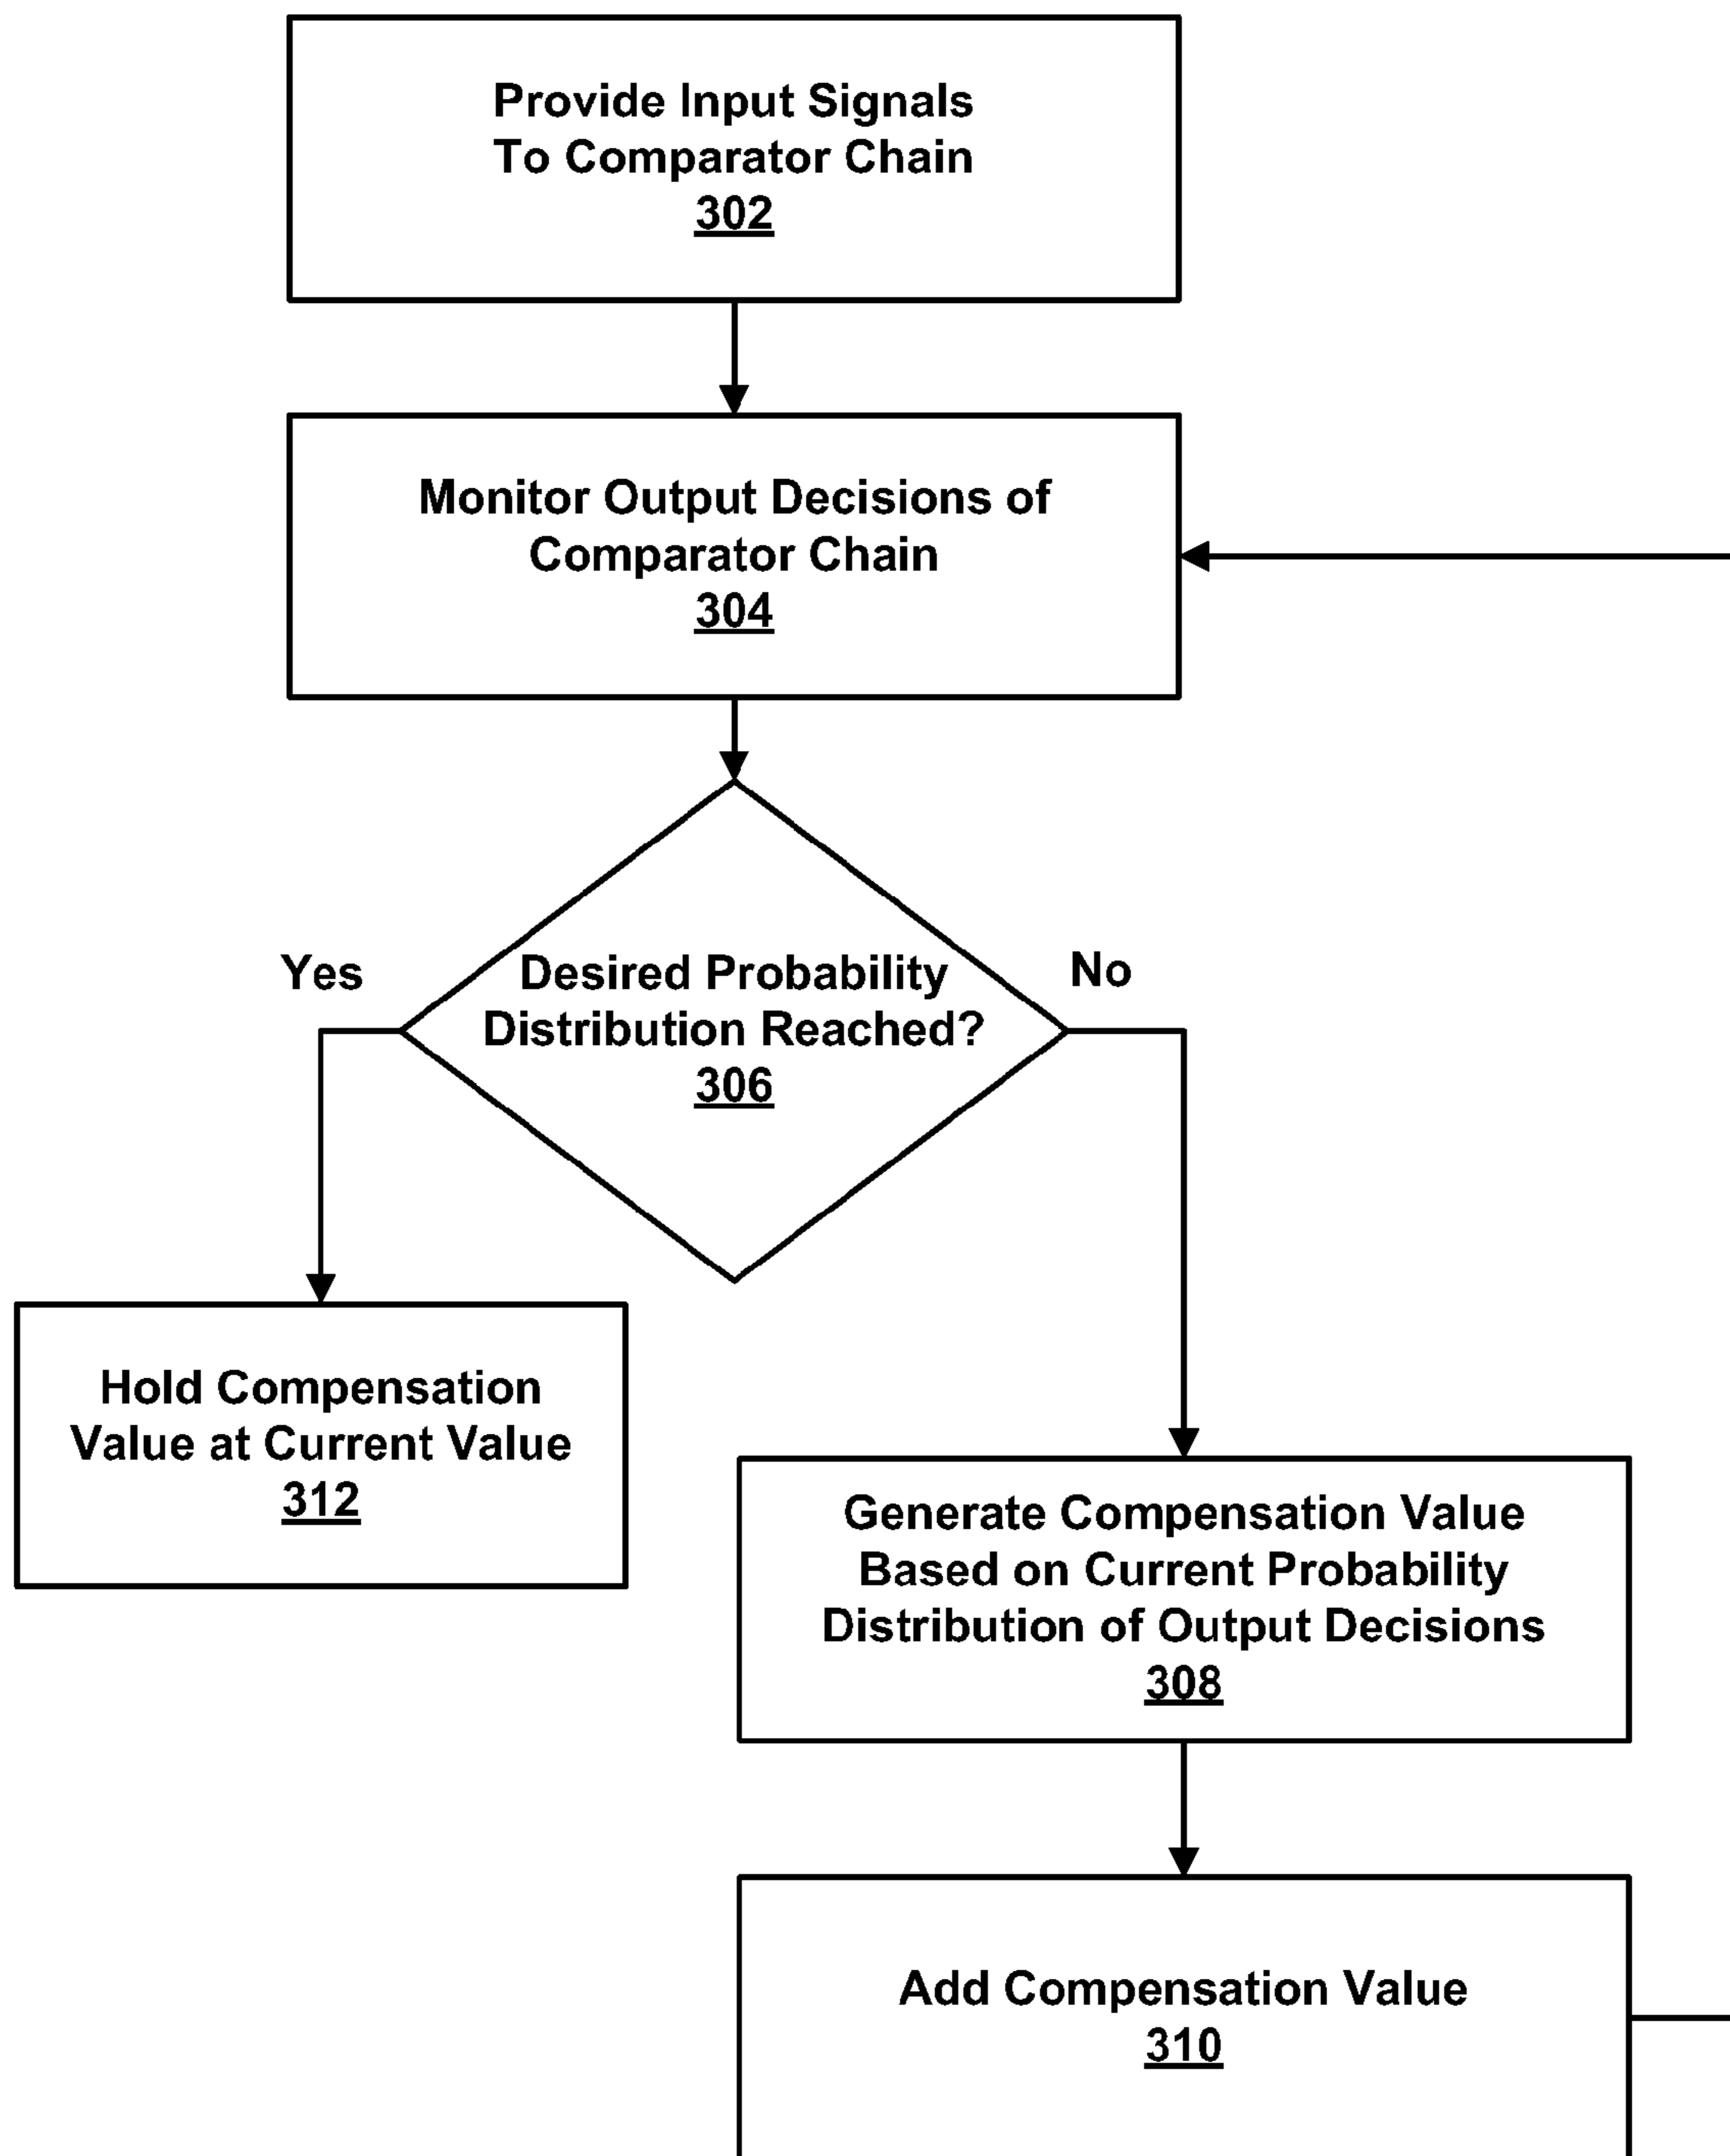 Provide Input Signals
To Comparator Chain
302
Monitor Output Decisions of
Comparator Chain
304
Yes
No
Desired Probability
Distribution Reached?
306
Hold Compensation
Value at Current Value
312
Generate Compensation Value
Based on Current Probability
Distribution of Output Decisions
308
Add Compensation Value
310